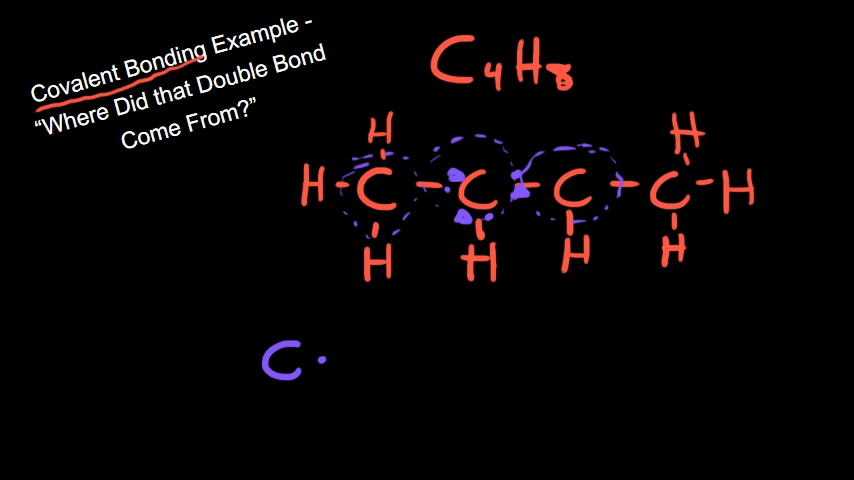 Covalent Bonding Example -
“Where Did that Double Bond
Come From?”
C4H8
H H
H-C-C-C-C-H
H H H H
C ·